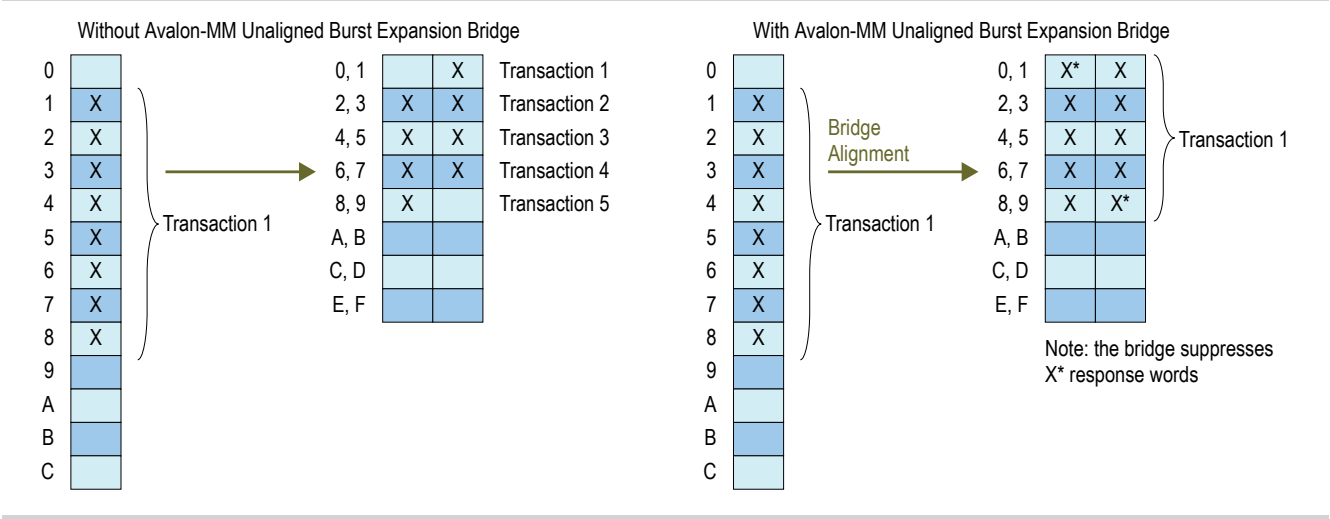 Without Avalon-MM Unaligned Burst Expansion Bridge
0
1 X
2 X
3 X
4 X
5 X
6 X
7 X
8 X
9
A
B
C
Transaction 1
0, 1 X Transaction 1
2, 3 X X Transaction 2
4, 5 X X Transaction 3
6, 7 X X Transaction 4
8, 9 X Transaction 5
A, B
C, D
E, F
With Avalon-MM Unaligned Burst Expansion Bridge
0
1 X
2 X
3 X
4 X
5 X
6 X
7 X
8 X
9
A
B
C
Transaction 1
Bridge
Alignment
0, 1 X* X
2, 3 X X
4, 5 X X
6, 7 X X
8, 9 X X*
A, B
C, D
E, F
Transaction 1
Note: the bridge suppresses
X* response words